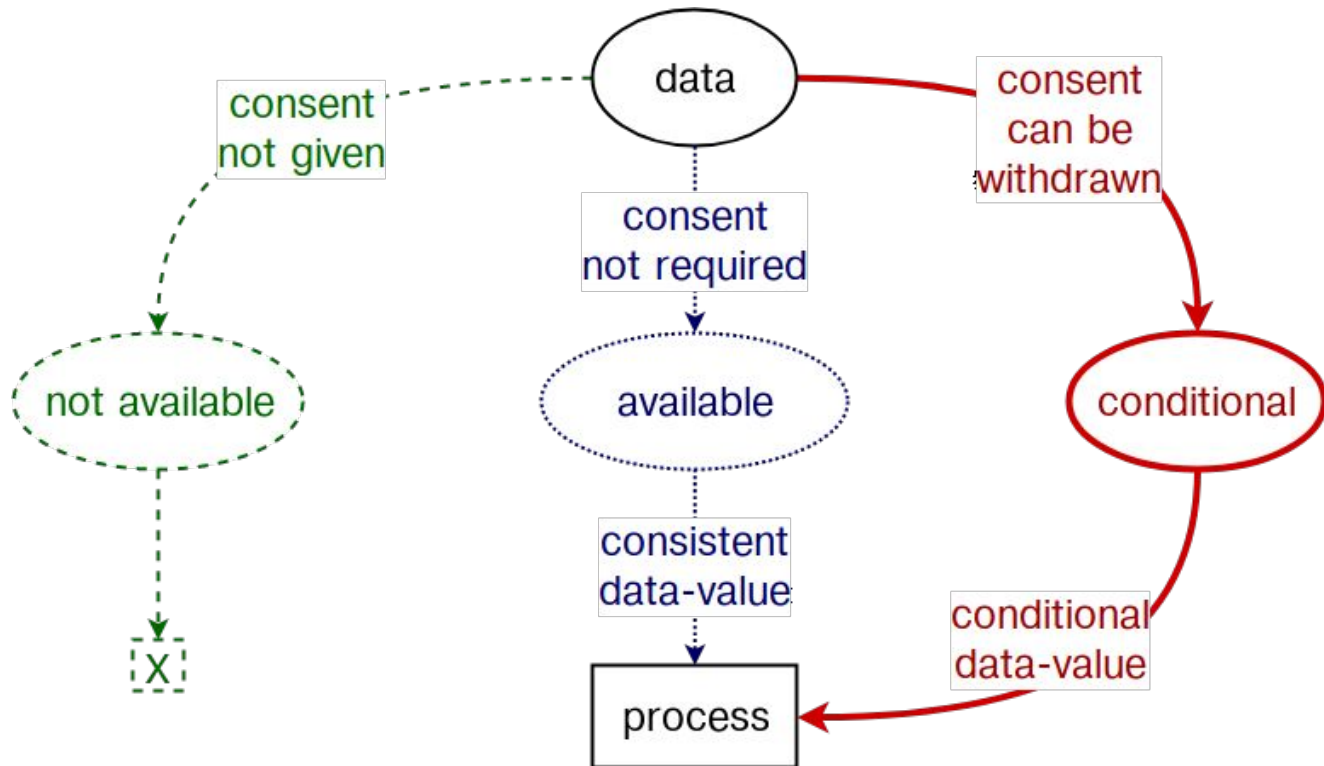 data
consent
not given
consent
not required
consent
can be
withdrawn
not available
available
conditional
consistent
data-value
conditional
data-value
X
process